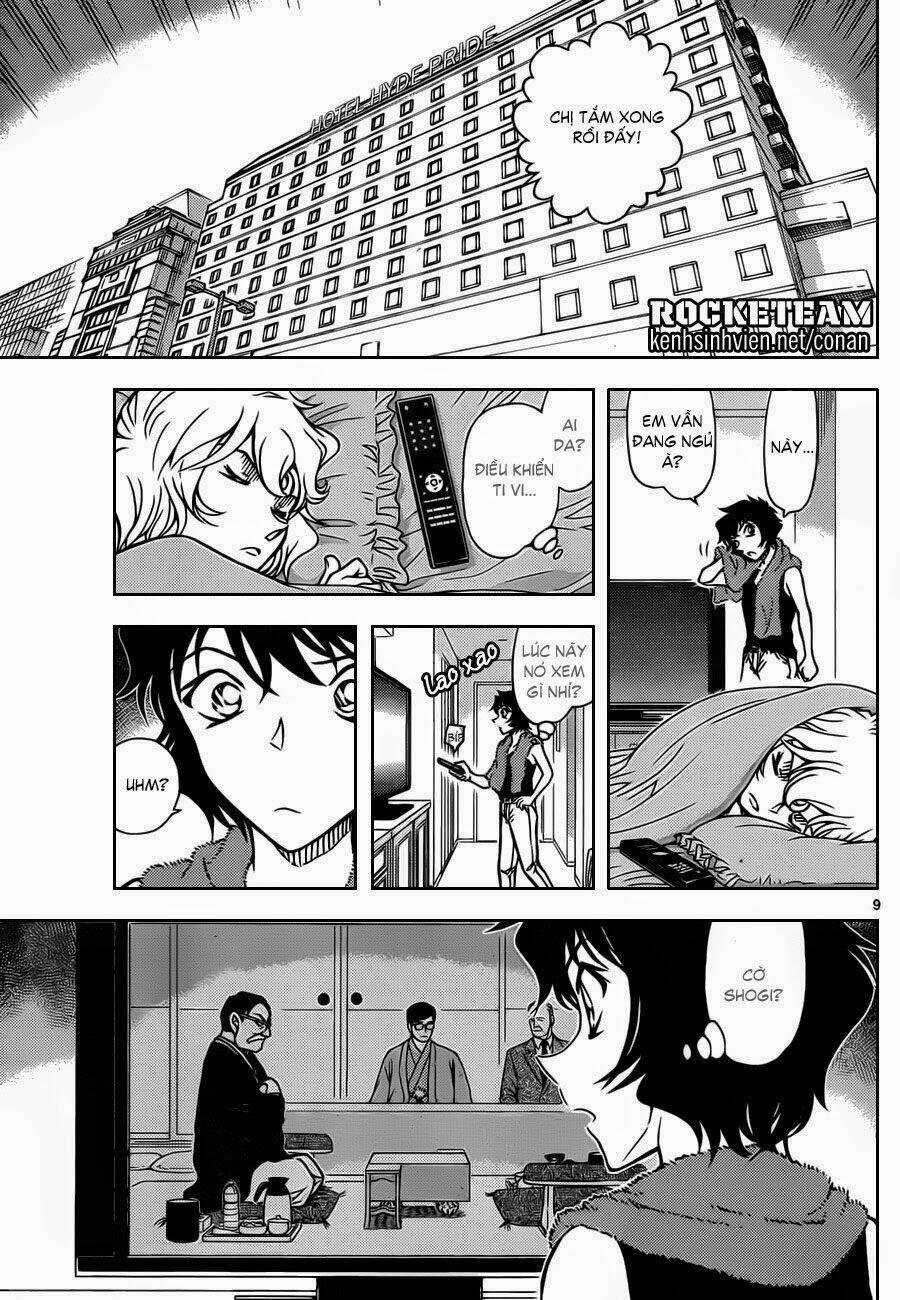 HOTEL HYDE PRIDE
CHỊ TẮM XONG
RỒI ĐẤY!
ROCKETEAM
kenhsinhvien.net/conan
NÀY...
EM VẪN
ĐANG NGỦ
À?
AI
DA?
ĐIỀU KHIỂN
TI VI...
LÚC NÀY
NÓ XEM
GÌ NHỈ?
lao xao
BÍP
UHM?
9
CỜ
SHOGI?